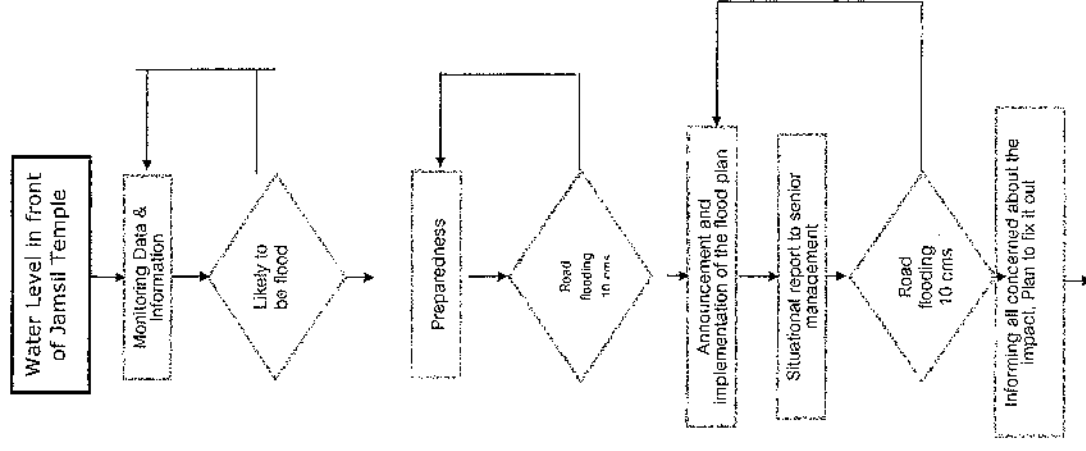 Water Level in front
of Jamsil Temple
Monitoring Data &
Information
Likely to
be flood
Preparedness
Road
flooding
10 cms
Announcement and
implementation of the flood plan
Situational report to senior
management
Road
flooding
10 cms
Informing all concerned about the
impact, Plan to fix it out